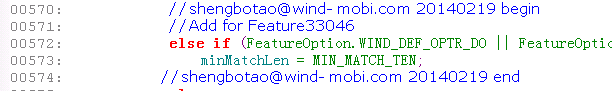 00570: //shengbotao@wind-mobi.com 20140219 begin
00571: //Add for Feature33046
00572: else if (FeatureOption.WIND_DEF_OPTR_DO || FeatureOptio
00573: minMatchLen = MIN_MATCH_TEN;
00574: //shengbotao@wind-mobi.com 20140219 end